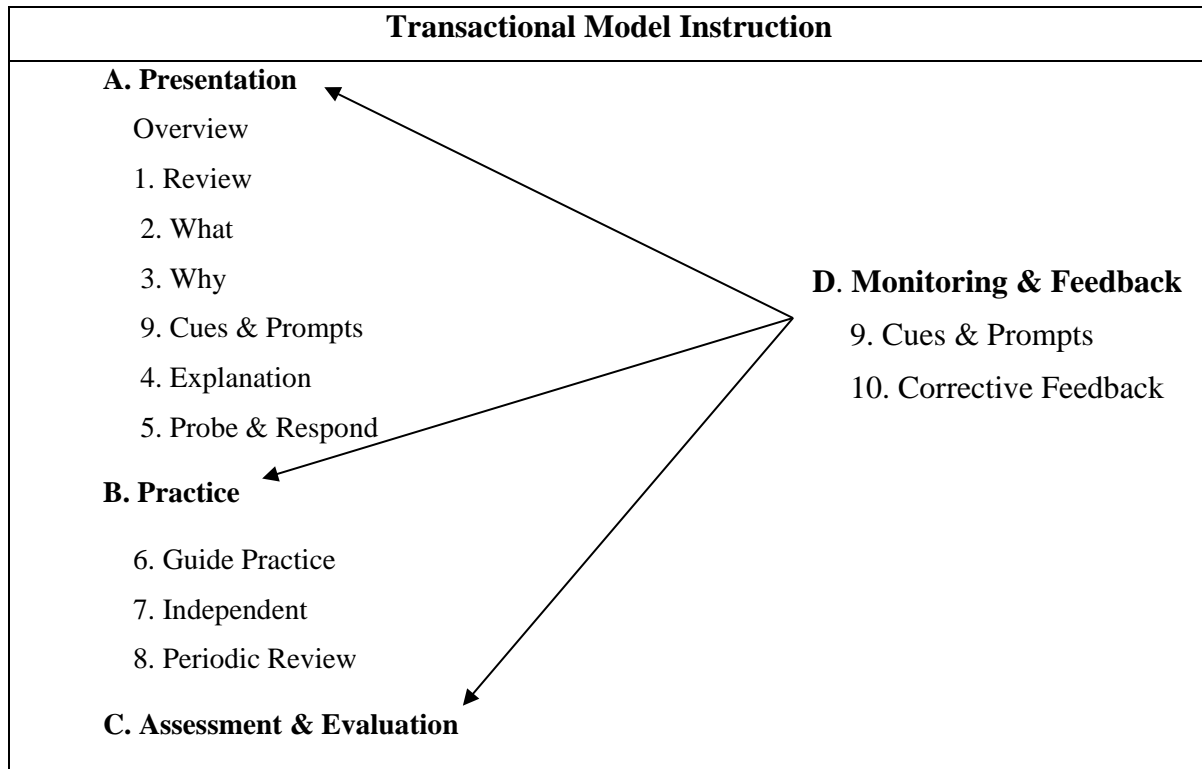 Transactional Model Instruction
A. Presentation
Overview
1. Review
2. What
3. Why
9. Cues & Prompts
4. Explanation
5. Probe & Respond
B. Practice
6. Guide Practice
7. Independent
8. Periodic Review
C. Assessment & Evaluation
D. Monitoring & Feedback
9. Cues & Prompts
10. Corrective Feedback